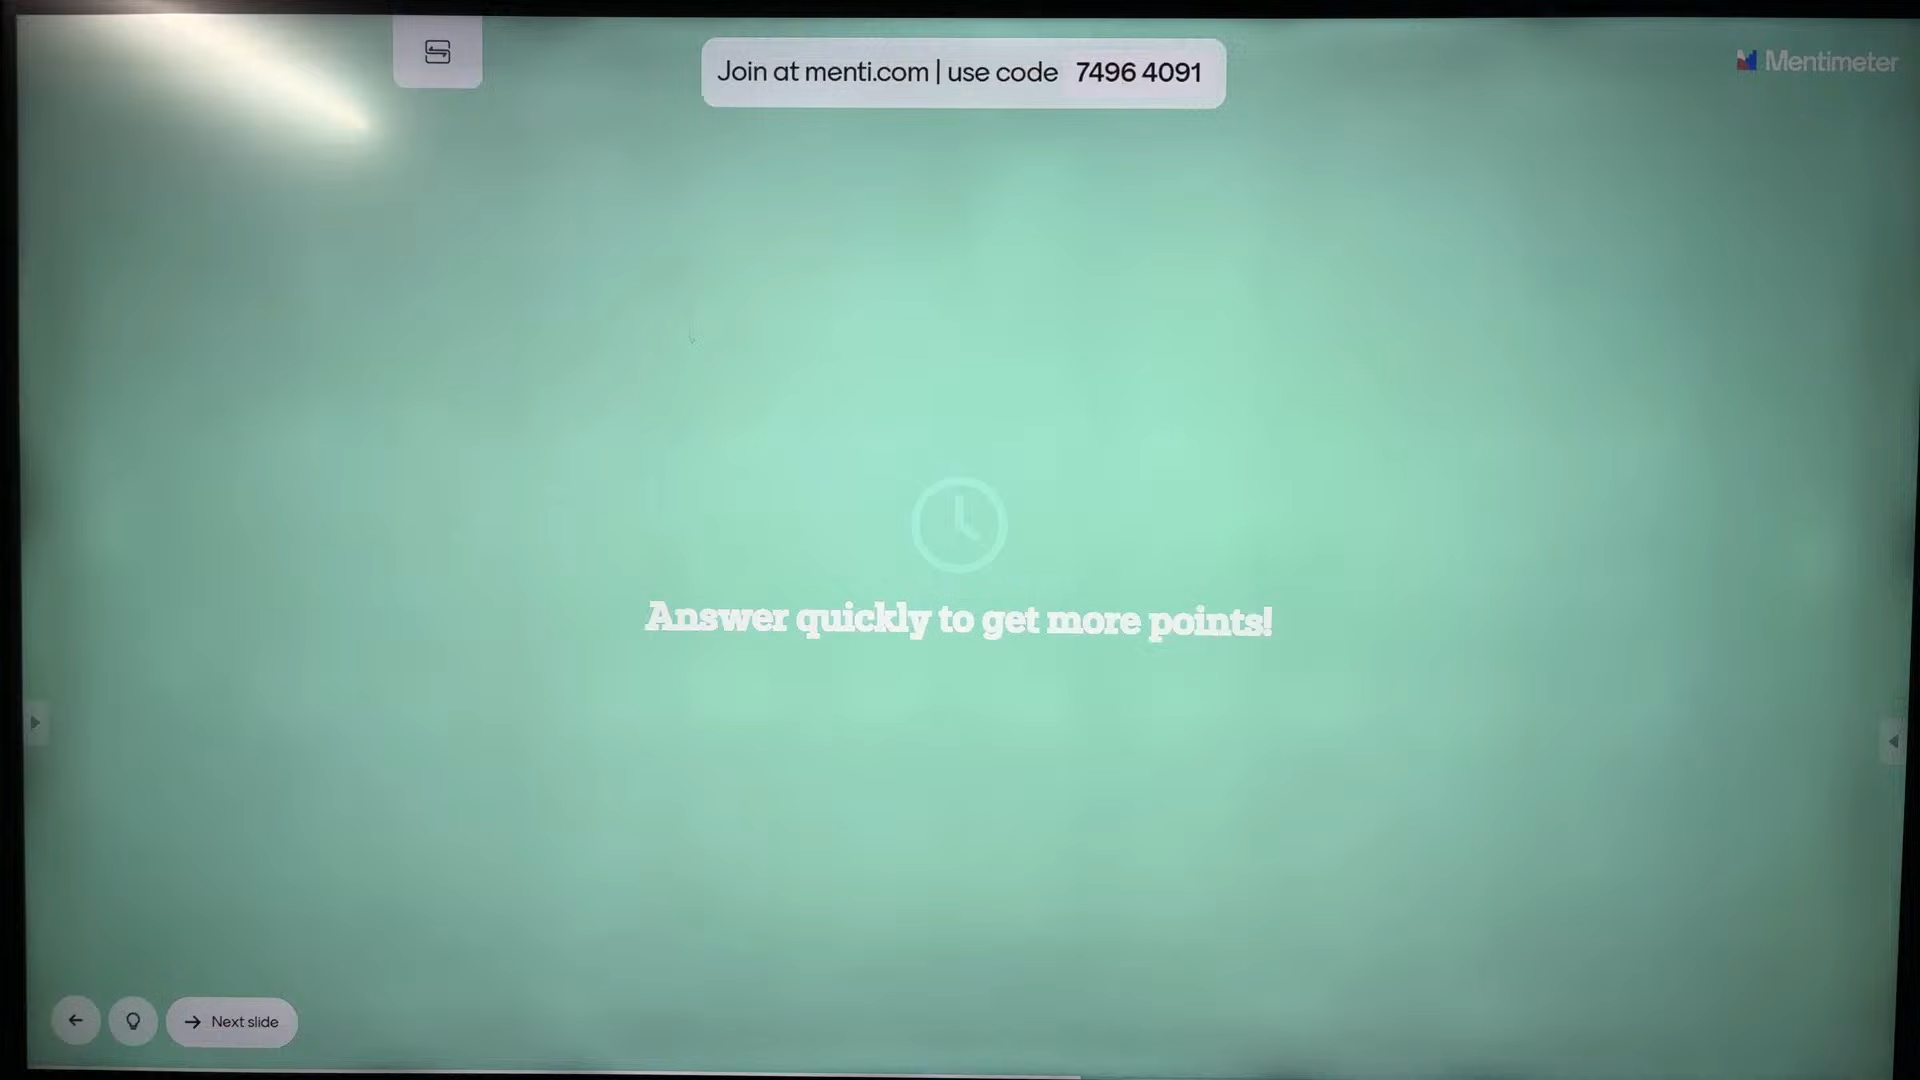 Join at menti.com | use code 7496 4091
Mentimeter
Answer quickly to get more points!
Next slide